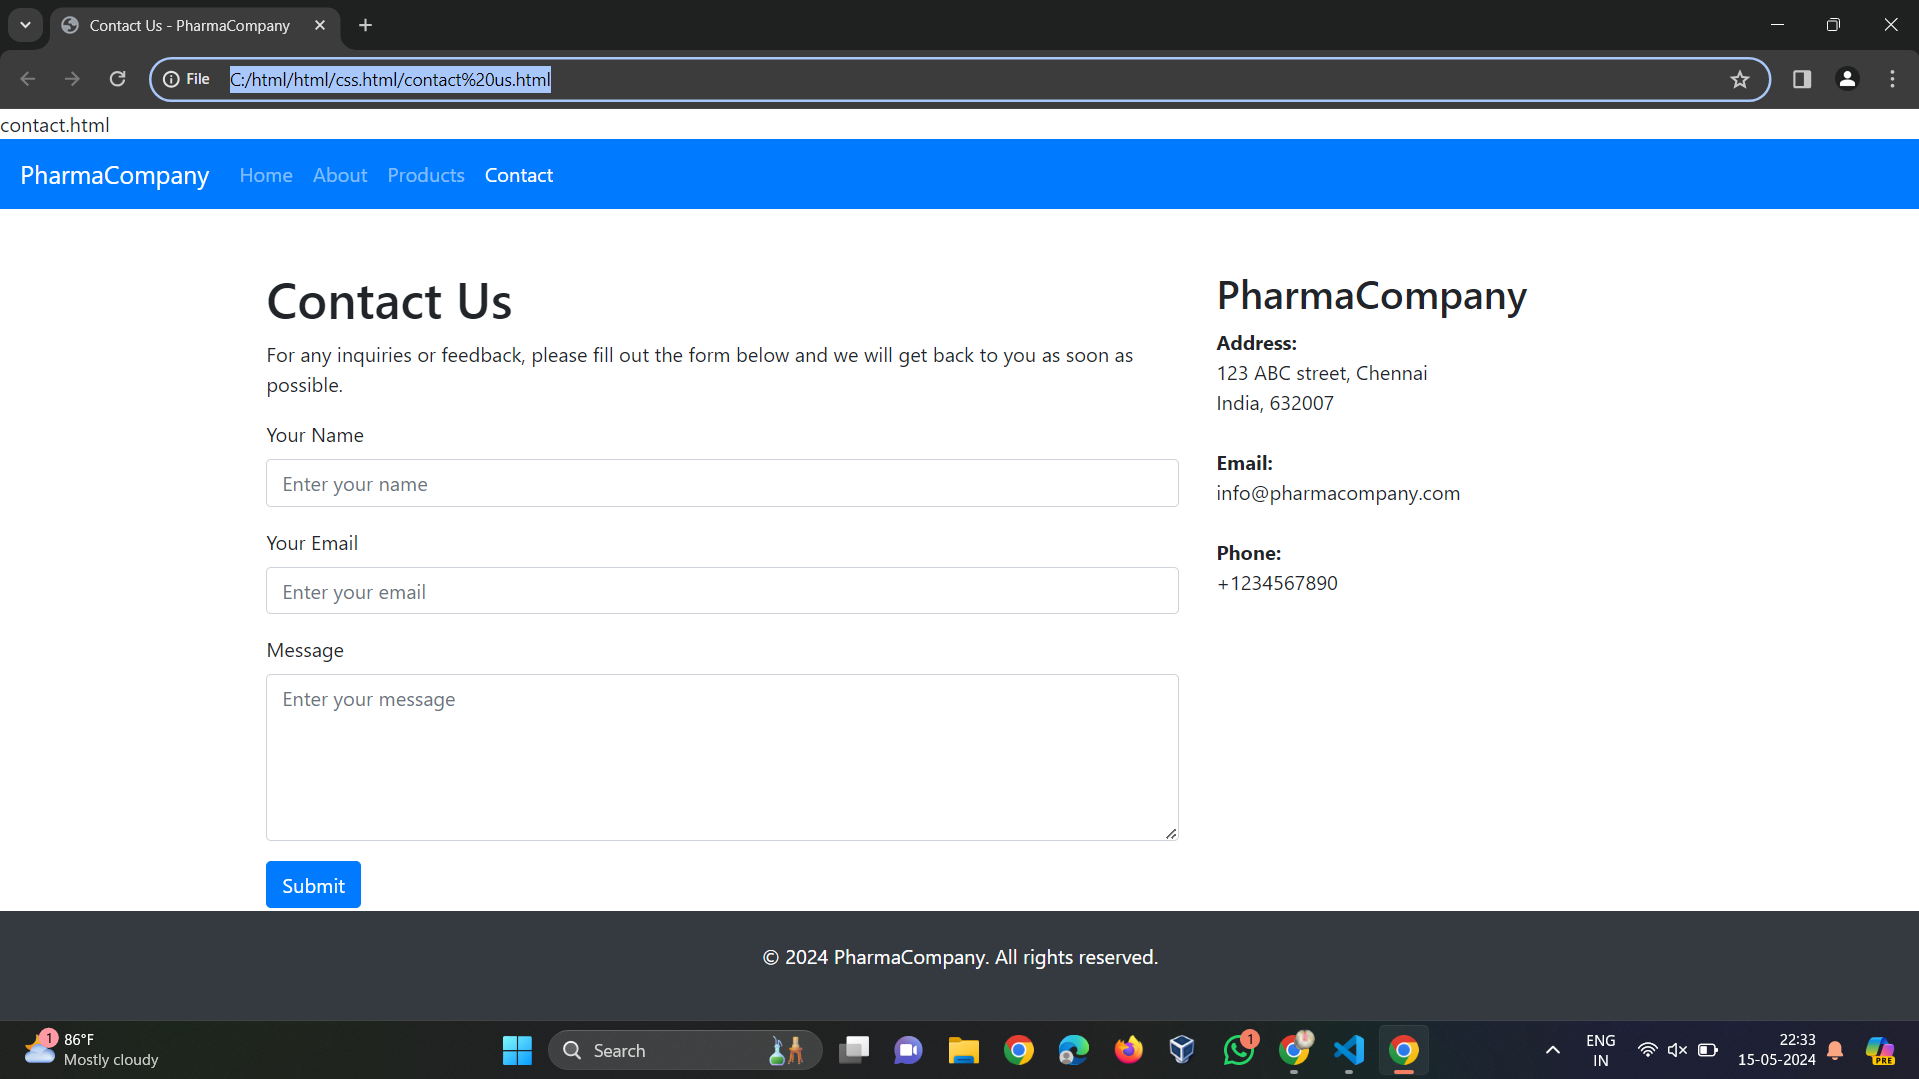 Contact Us - PharmaCompany
File C:/html/html/css.html/contact%20us.html
contact.html
PharmaCompany Home About Products Contact
Contact Us
For any inquiries or feedback, please fill out the form below and we will get back to you as soon as
possible.
Your Name
Enter your name
Your Email
Enter your email
Message
Enter your message
Submit
PharmaCompany
Address:
123 ABC street, Chennai
India, 632007
Email:
info@pharmacompany.com
Phone:
+1234567890
© 2024 PharmaCompany. All rights reserved.
1
86°F
Mostly cloudy
Search
1
ENG
IN
22:33
15-05-2024
PRE